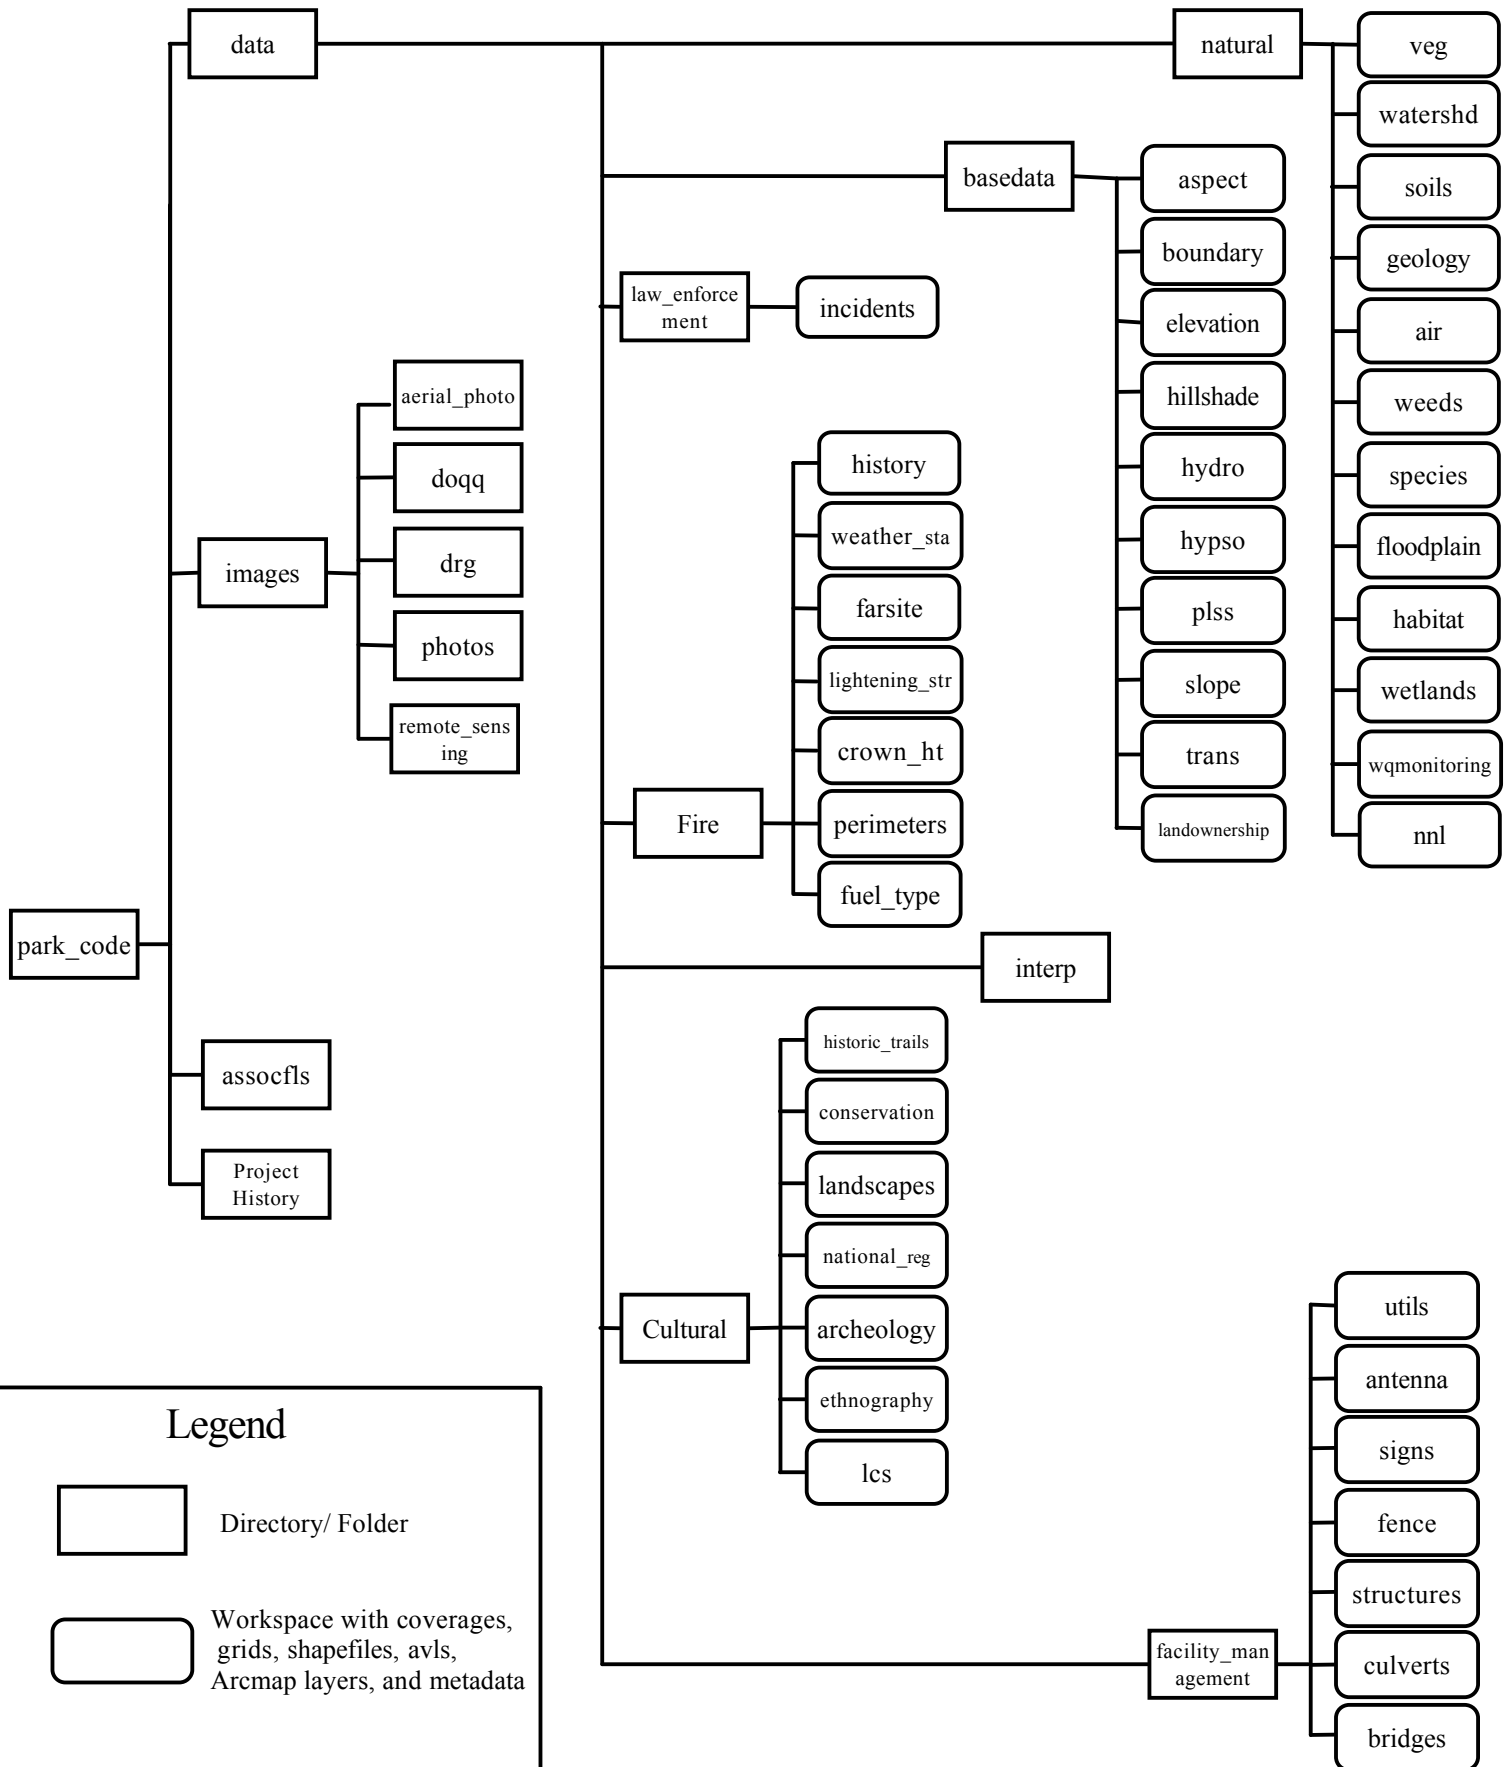 data
natural
veg
watershd
soils
geology
air
weeds
species
floodplain
habitat
wetlands
wqmonitoring
nnl
basedata
aspect
boundary
elevation
hillshade
hydro
hypso
plss
slope
trans
landownership
law_enforce
ment
incidents
images
aerial_photo
doqq
drg
photos
remote_sens
ing
Fire
history
weather_sta
farsite
lightening_str
crown_ht
perimeters
fuel_type
park_code
interp
assocfls
Project
History
Cultural
historic_trails
conservation
landscapes
national_reg
archeology
ethnography
lcs
facility_man
agement
utils
antenna
signs
fence
structures
culverts
bridges
Legend
Directory/ Folder
Workspace with coverages,
grids, shapefiles, avls,
Arcmap layers, and metadata